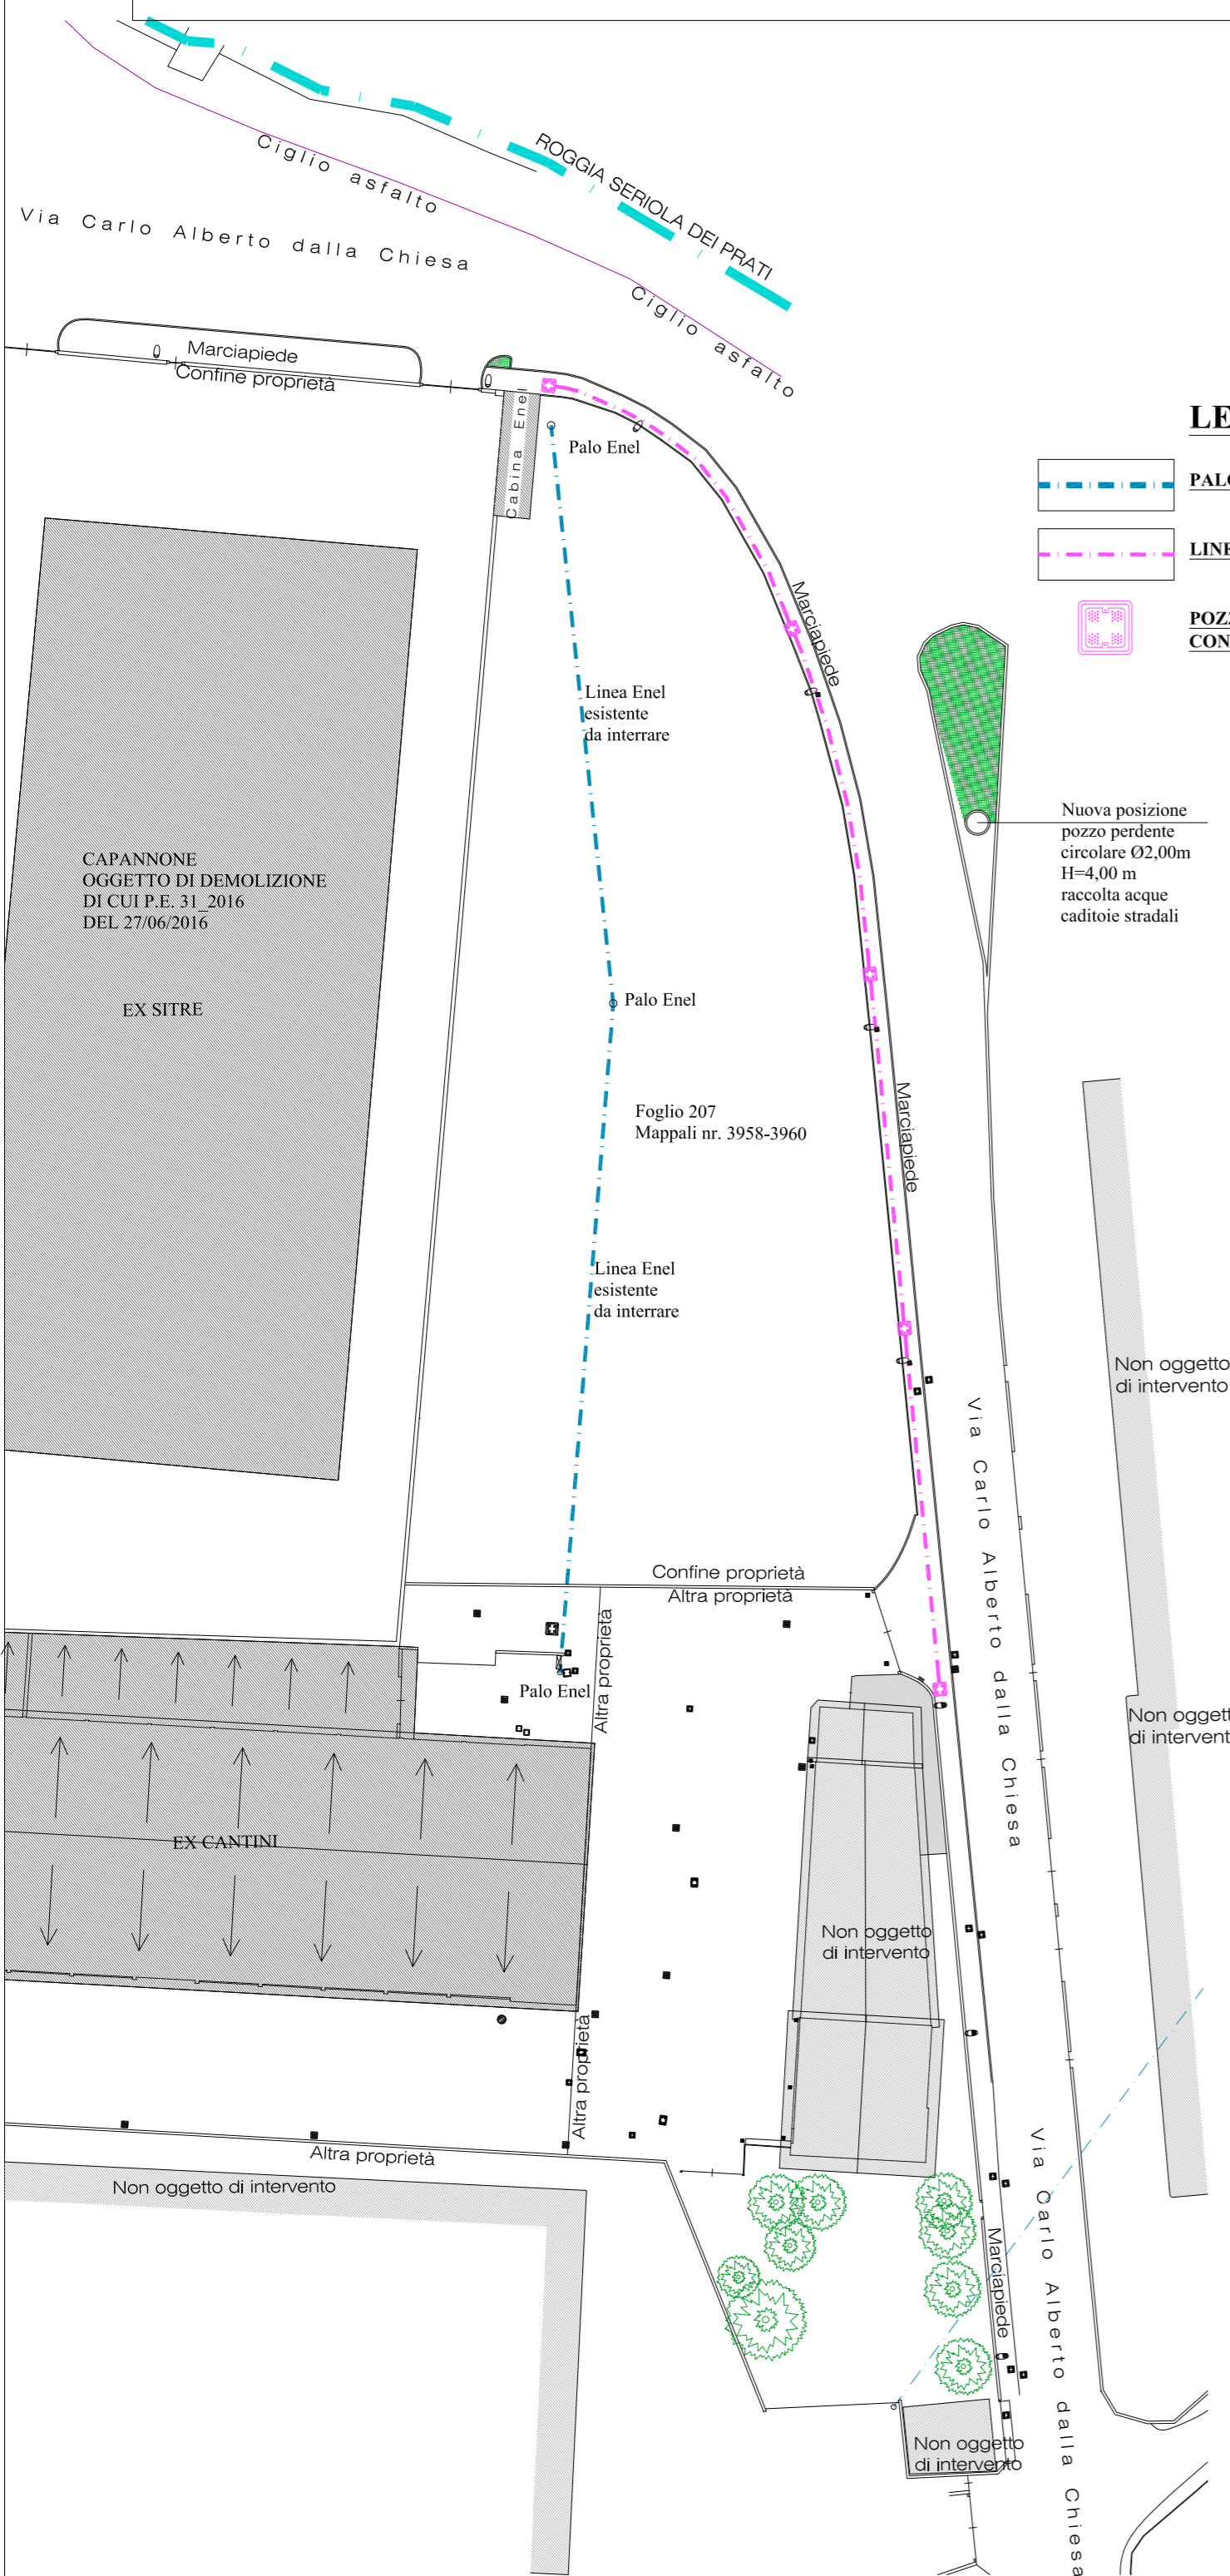 ROGGIA SERIOLA DEI PRATI
Ciglio asfalto
Via Carlo Alberto dalla Chiesa
Ciglio asfalto
Marciapiede
Confine proprietà
Cabina Enel
Palo Enel
LE
PALO
LINE
POZZ
CON
Marciapiede
Linea Enel
esistente
da interrare
Nuova posizione
pozzo perdente
circolare Ø2,00m
H=4,00 m
raccolta acque
caditoie stradali
CAPANNONE
OGGETTO DI DEMOLIZIONE
DI CUI P.E. 31_2016
DEL 27/06/2016
EX SITRE
Palo Enel
Marciapiede
Foglio 207
Mappali nr. 3958-3960
Linea Enel
esistente
da interrare
Non oggetto
di intervento
Via Carlo Alberto dalla Chiesa
Confine proprietà
Altra proprietà
Altra proprietà
Palo Enel
Non oggett
di intervent
EX CANTINI
Non oggetto
di intervento
Altra proprietà
Altra proprietà
Non oggetto di intervento
Marciapiede
Via Carlo Alberto dalla Chiesa
Non oggetto
di intervento